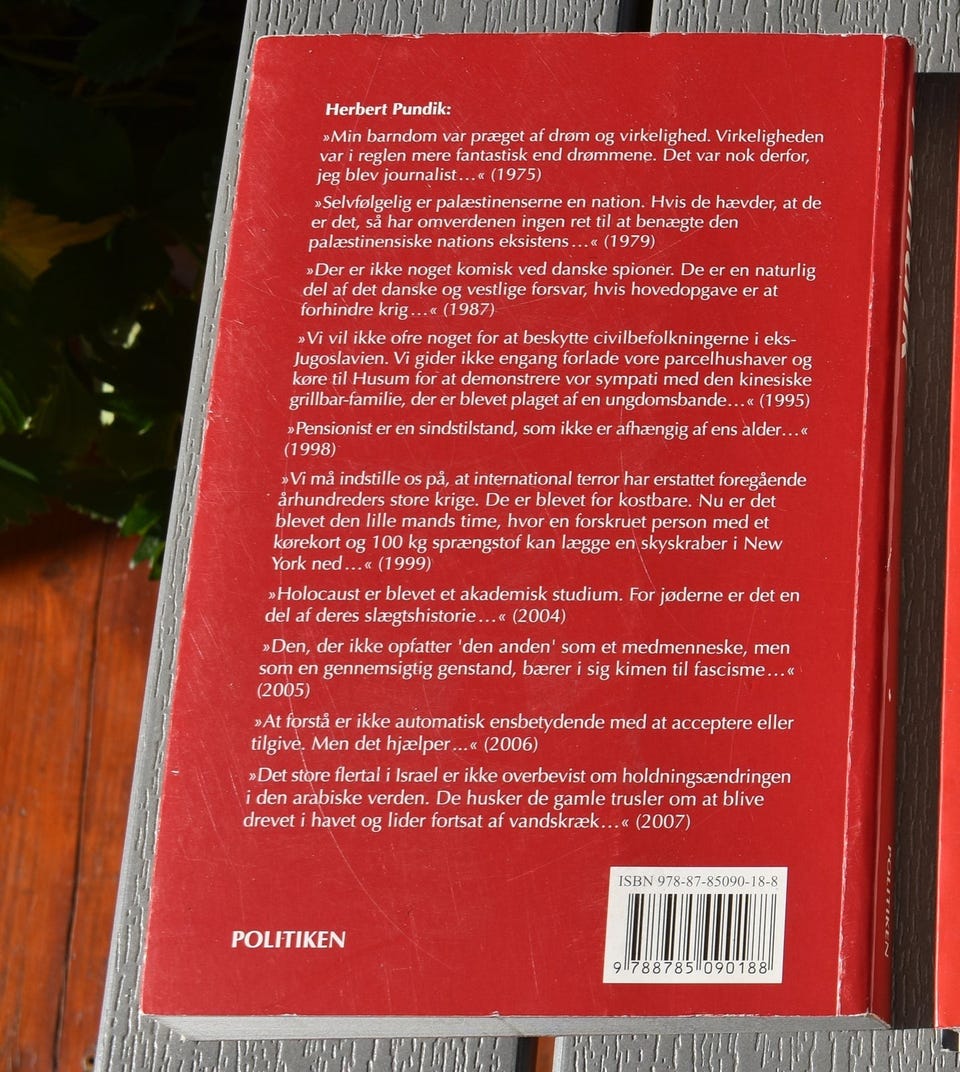 Herbert Pundik:
»Min barndom var præget af drøm og virkelighed. Virkeligheden
var i reglen mere fantastisk end drømmene. Det var nok derfor,
jeg blev journalist...« (1975)
»Selvfølgelig er palæstinenserne en nation. Hvis de hævder, at de
er det, så har omverdenen ingen ret til at benægte den
palæstinensiske nations eksistens...« (1979)
»Der er ikke noget komisk ved danske spioner. De er en naturlig
del af det danske og vestlige forsvar, hvis hovedopgave er at
forhindre krig...« (1987)
»Vi vil ikke ofre noget for at beskytte civilbefolkningerne i eks-
Jugoslavien. Vi gider ikke engang forlade vore parcelhushaver og
køre til Husum for at demonstrere vor sympati med den kinesiske
grillbar-familie, der er blevet plaget af en ungdomsbande...« (1995)
»Pensionist er en sindstilstand, som ikke er afhængig af ens alder...«
(1998)
»Vi må indstille os på, at international terror har erstattet foregående
århundreders store krige. De er blevet for kostbare. Nu er det
blevet den lille mands time, hvor en forskruet person med et
kørekort og 100 kg sprængstof kan lægge en skyskraber i New
York ned...« (1999)
»Holocaust er blevet et akademisk studium. For jøderne er det en
del af deres slægtshistorie...« (2004)
»Den, der ikke opfatter 'den anden' som et medmenneske, men
som en gennemsigtig genstand, bærer i sig kimen til fascisme...«
(2005)
»At forstå er ikke automatisk ensbetydende med at acceptere eller
tilgive. Men det hjælper...« (2006)
»Det store flertal i Israel er ikke overbevist om holdningsændringen
i den arabiske verden. De husker de gamle trusler om at blive
drevet i havet og lider fortsat af vandskræk...« (2007)
ISBN 978-87-85090-18-8
9 788785 090188
POLITIKEN
POLITIKEN